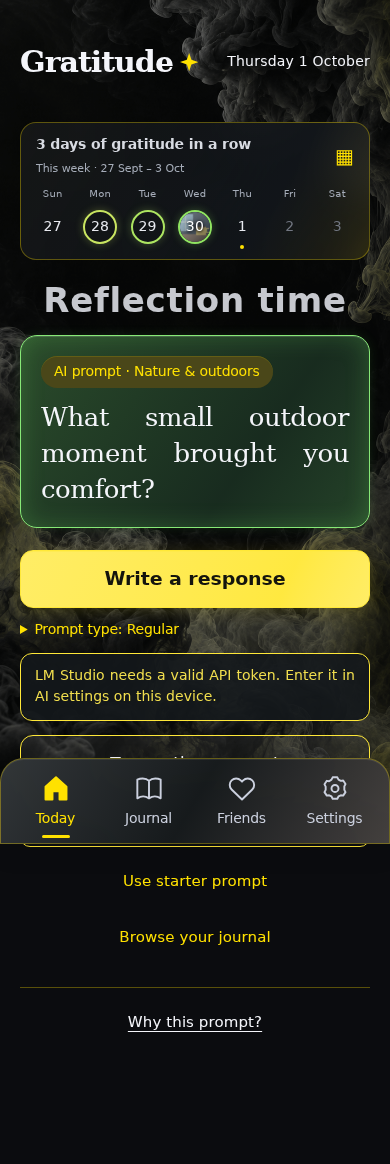 Gratitude
Thursday 1 October
3 days of gratitude in a row
This week · 27 Sept – 3 Oct
Sun Mon Tue Wed Thu Fri Sat
27 28 29 30 1 2 3
Reflection time
AI prompt · Nature & outdoors
What small outdoor
moment brought you
comfort?
Write a response
Prompt type: Regular
LM Studio needs a valid API token. Enter it in
AI settings on this device.
Today Journal Friends Settings
Use starter prompt
Browse your journal
Why this prompt?